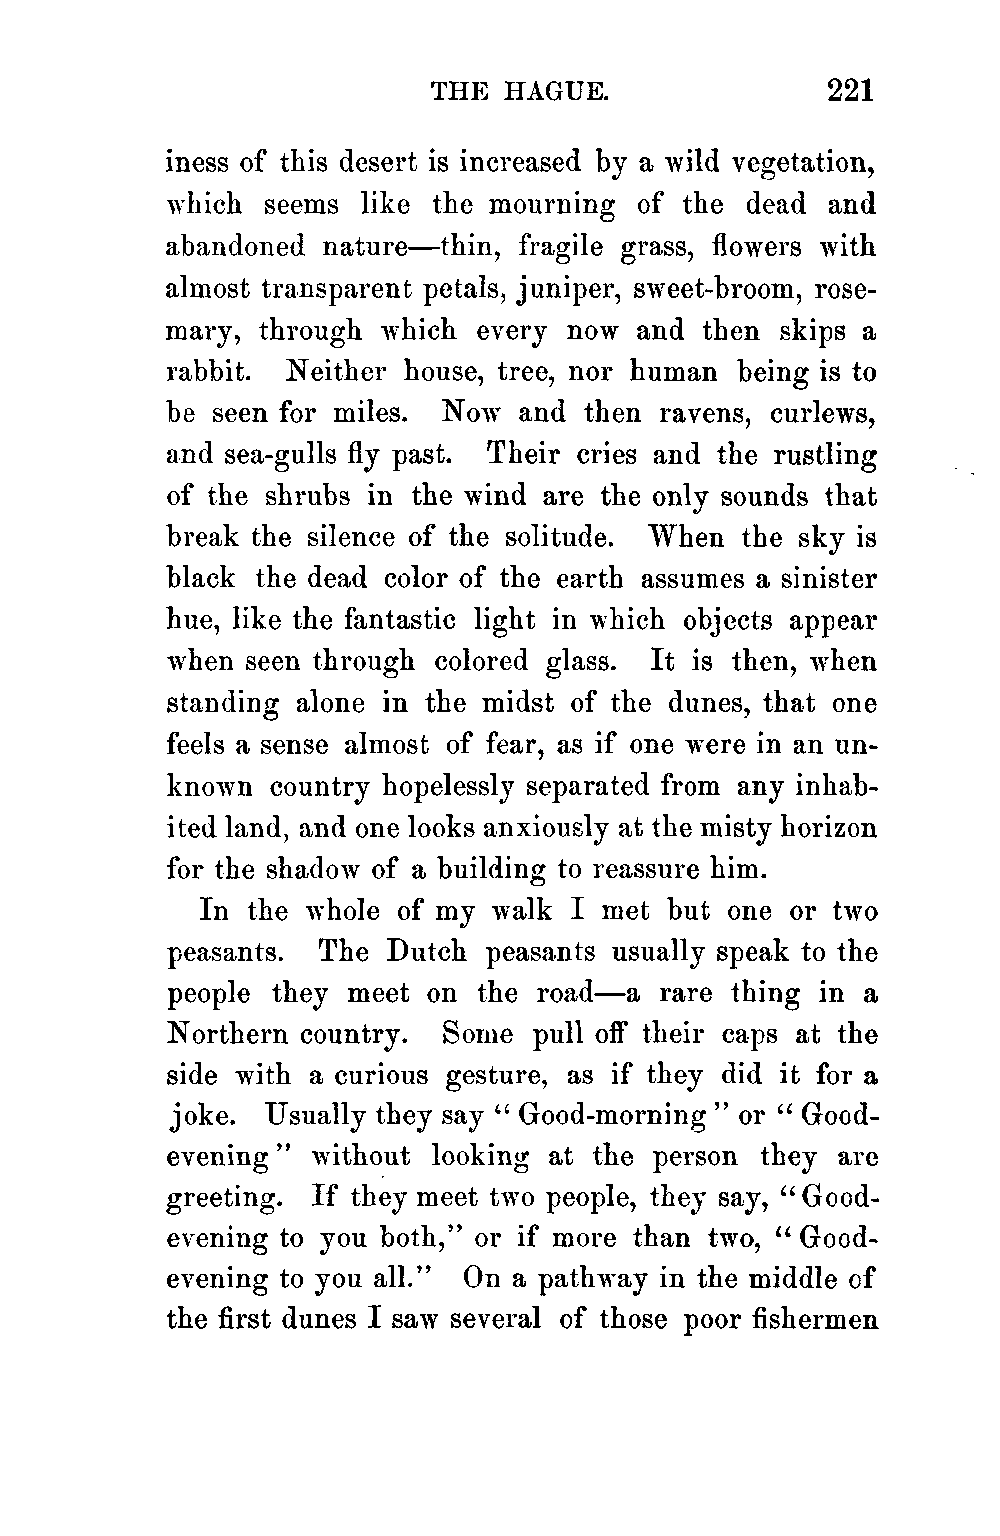 THE HAGUE. 221
iness of this desert is increased by a wild vegetation,
which seems like the mourning of the dead and
abandoned nature—thin, fragile grass, flowers with
almost transparent petals, juniper, sweet-broom, rose-
mary, through which every now and then skips a
rabbit. Neither house, tree, nor human being is to
be seen for miles. Now and then ravens, curlews,
and sea-gulls fly past. Their cries and the rustling
of the shrubs in the wind are the only sounds that
break the silence of the solitude. When the sky is
black the dead color of the earth assumes a sinister
hue, like the fantastic light in which objects appear
when seen through colored glass. It is then, when
standing alone in the midst of the dunes, that one
feels a sense almost of fear, as if one were in an un-
known country hopelessly separated from any inhab-
ited land, and one looks anxiously at the misty horizon
for the shadow of a building to reassure him.
In the whole of my walk I met but one or two
peasants. The Dutch peasants usually speak to the
people they meet on the road—a rare thing in a
Northern country. Some pull off their caps at the
side with a curious gesture, as if they did it for a
joke. Usually they say “ Good-morning ” or “ Good-
evening ” without looking at the person they are
greeting. If they meet two people, they say, “ Good-
evening to you both,” or if more than two, “ Good-
evening to you all.” On a pathway in the middle of
the first dunes I saw several of those poor fishermen